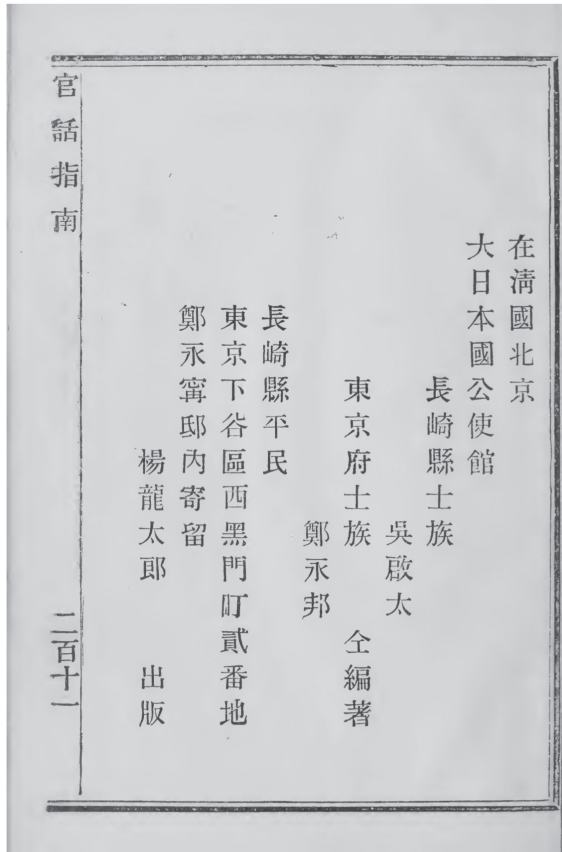 在淸國北京
大日本國公使館
長崎縣士族
吳啟太
東京府士族 仝編著
鄭永邦
長崎縣平民
東京下谷區西黑門町貳番地
鄭永甯邸內寄留
楊龍太郎 出版
官話指南
二百十一